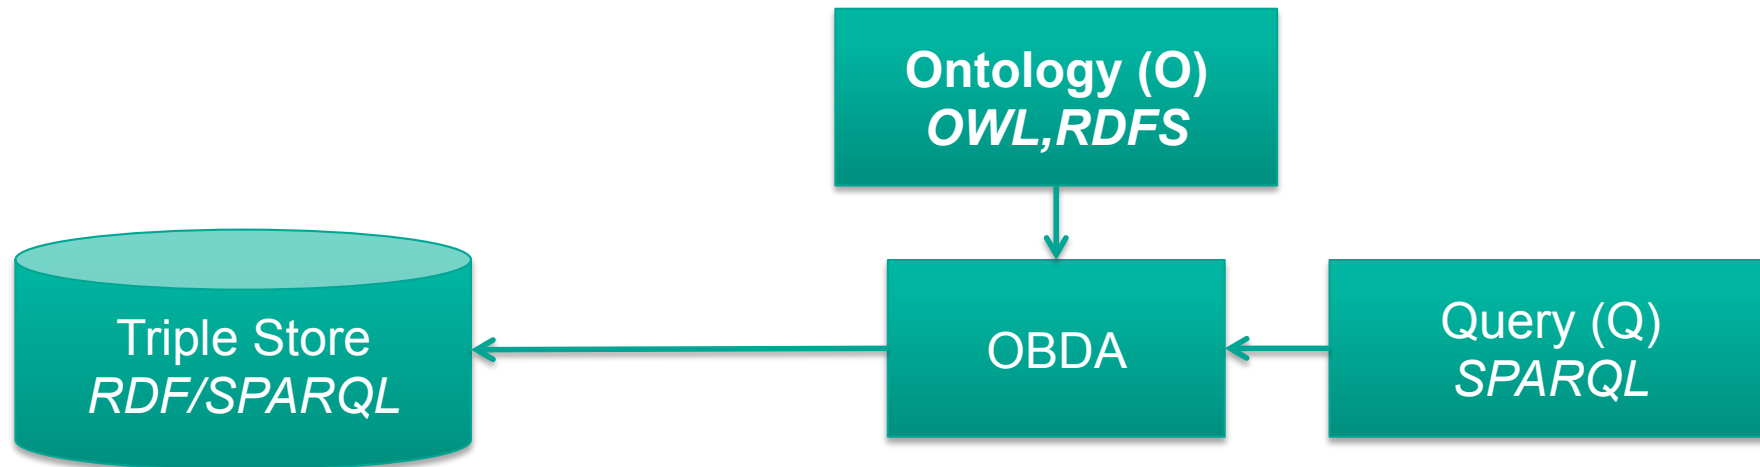 Ontology (O)
OWL,RDFS
Triple Store
RDF/SPARQL
OBDA
Query (Q)
SPARQL